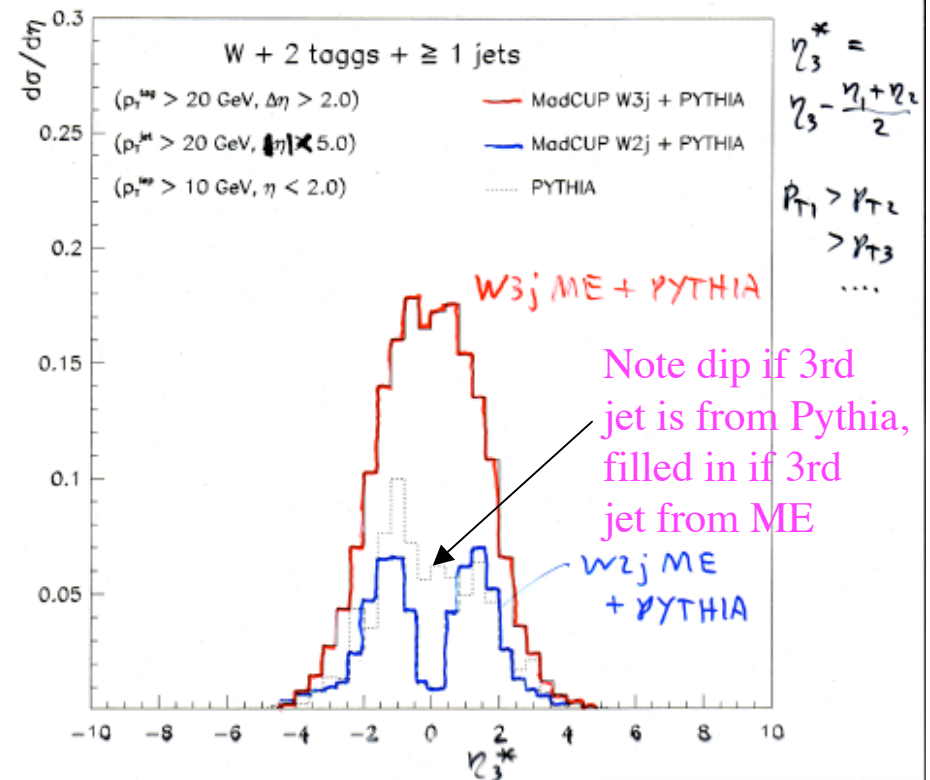 dσ/dη
0.3
0.25
0.2
0.15
0.1
0.05
W + 2 taggs + ≧ 1 jets
(p_T^tag > 20 GeV, Δη > 2.0)
(p_T^jet > 20 GeV, |η| < 5.0)
(p_T^lep > 10 GeV, η < 2.0)
MadCUP W3j + PYTHIA
MadCUP W2j + PYTHIA
PYTHIA
η₃* =
η₃ - (η₁ + η₂)/2
p_T1 > p_T2
> p_T3
....
W3j ME + PYTHIA
Note dip if 3rd
jet is from Pythia,
filled in if 3rd
jet from ME
W2j ME
+ PYTHIA
-10 -8 -6 -4 -2 0 2 4 6 8 10
η₃*